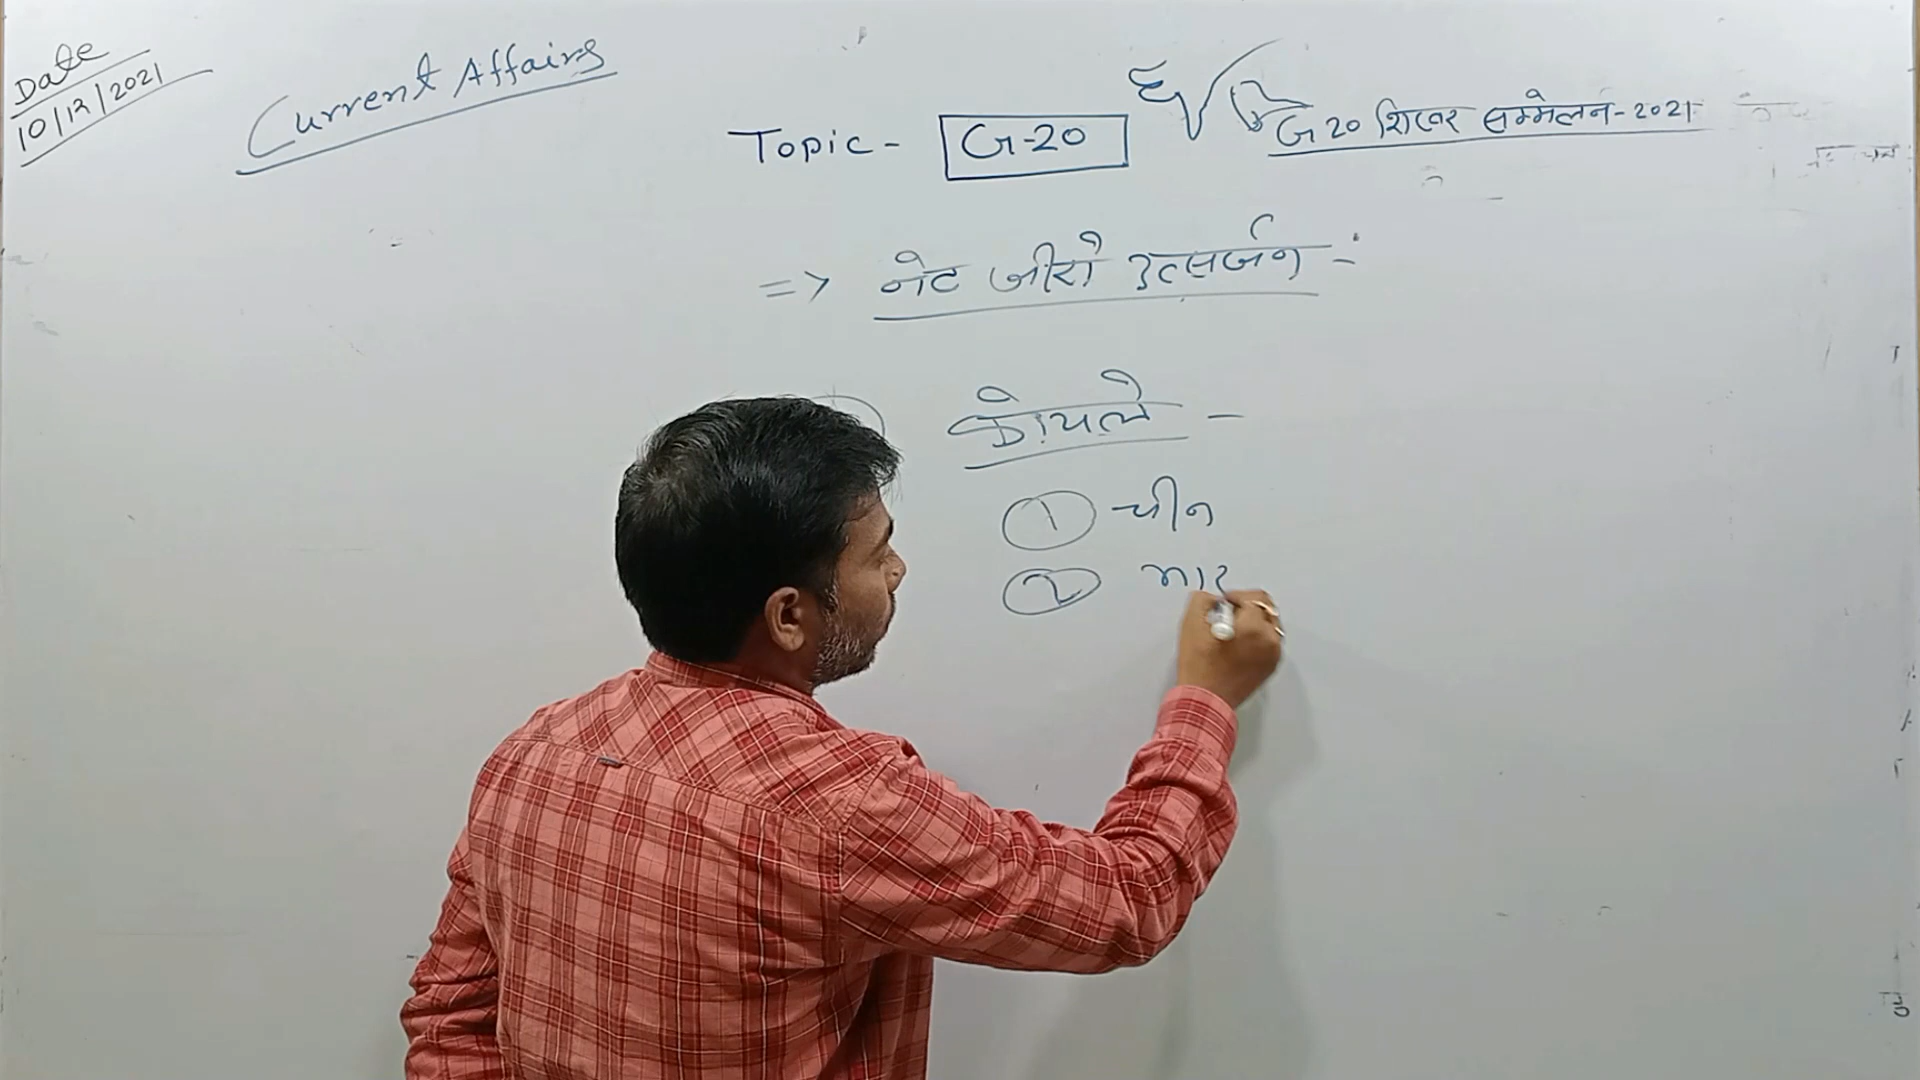 Date
10/12/2021
Current Affairs
Topic - G-20
G20 शिखर सम्मेलन-2021
=> नेट जीरो उत्सर्जन :-
कोयले -
1 चीन
2 भार